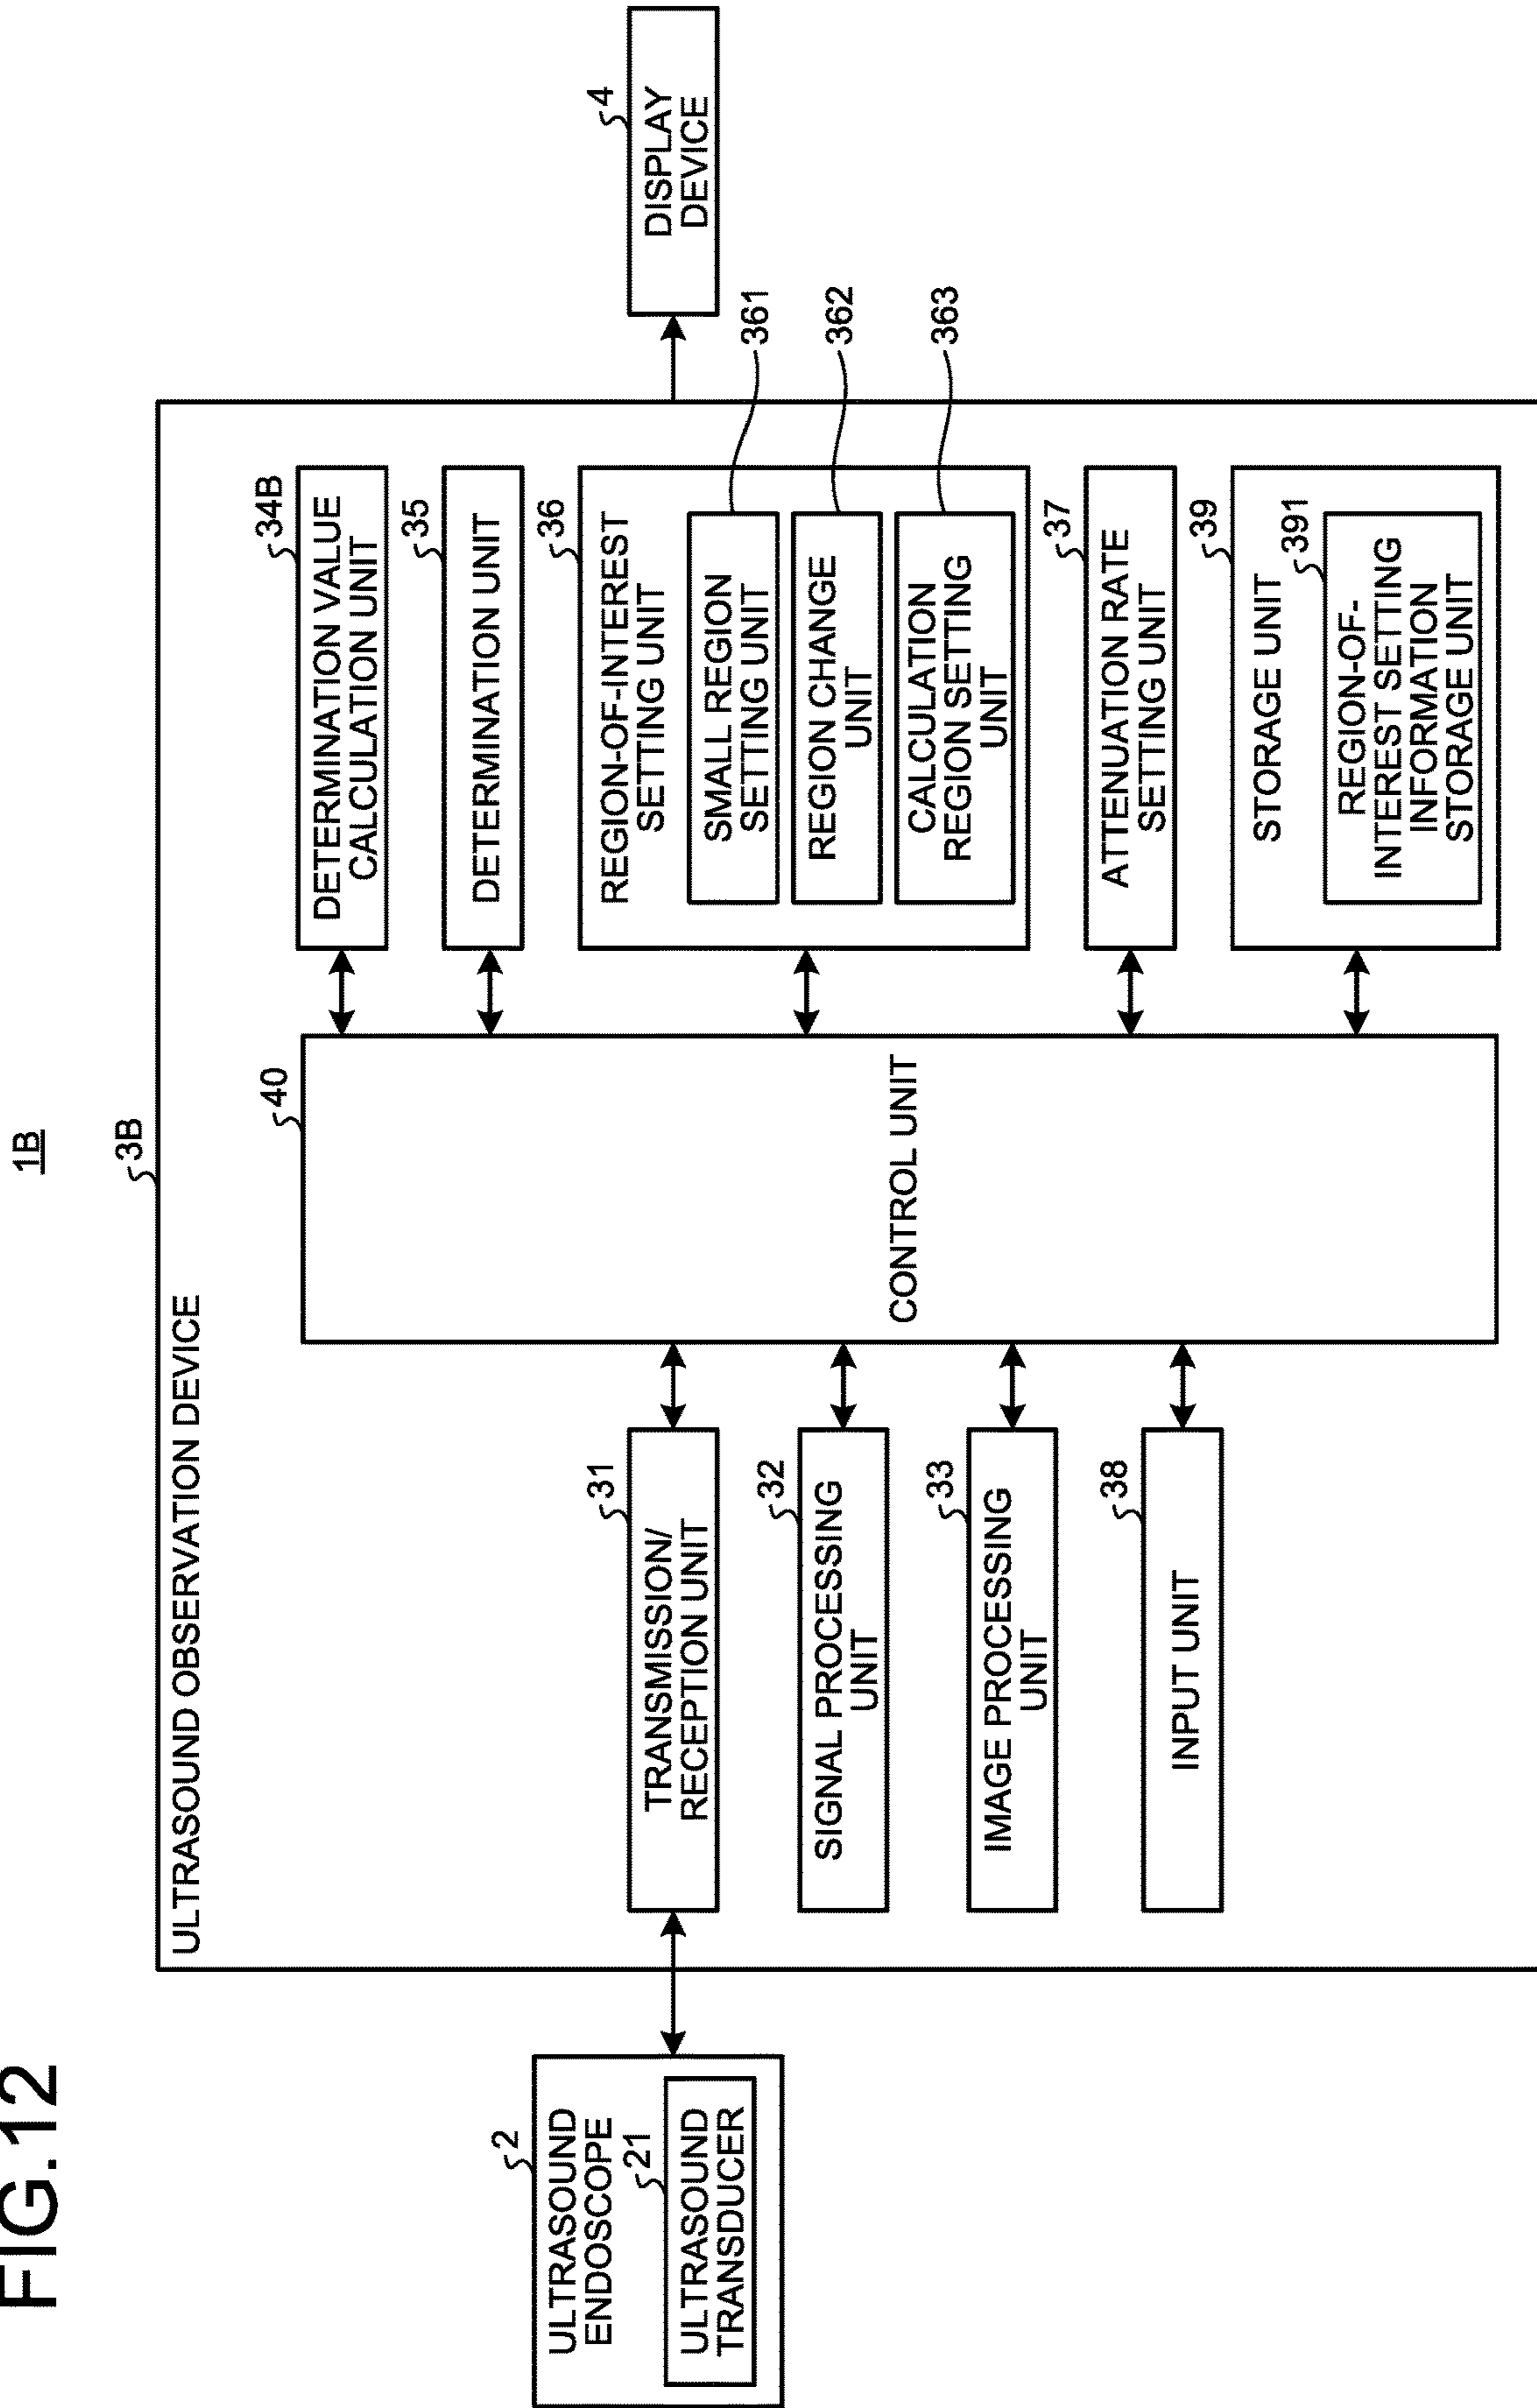 FIG.12
1B
3B
ULTRASOUND OBSERVATION DEVICE
2
ULTRASOUND
ENDOSCOPE
21
ULTRASOUND
TRANSDUCER
31
TRANSMISSION/
RECEPTION UNIT
32
SIGNAL PROCESSING
UNIT
33
IMAGE PROCESSING
UNIT
38
INPUT UNIT
40
CONTROL UNIT
34B
DETERMINATION VALUE
CALCULATION UNIT
35
DETERMINATION UNIT
36
REGION-OF-INTEREST
SETTING UNIT
SMALL REGION
SETTING UNIT
361
REGION CHANGE
UNIT
362
CALCULATION
REGION SETTING
UNIT
363
37
ATTENUATION RATE
SETTING UNIT
39
STORAGE UNIT
391
REGION-OF-
INTEREST SETTING
INFORMATION
STORAGE UNIT
4
DISPLAY
DEVICE